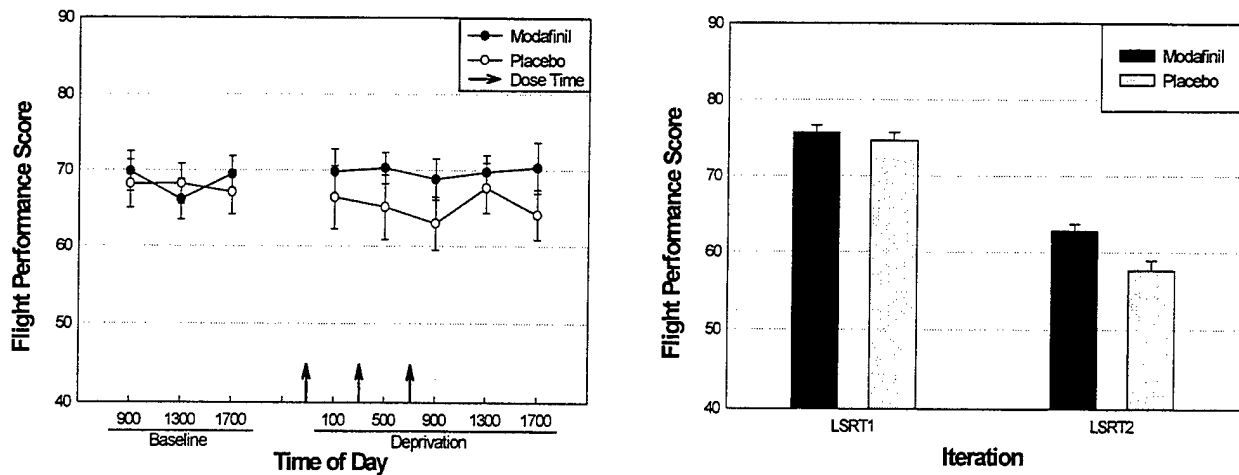 90
80
70
60
50
40
Flight Performance Score
Modafinil
Placebo
Dose Time
900 1300 1700 100 500 900 1300 1700
Baseline Deprivation
Time of Day
90
80
70
60
50
40
Flight Performance Score
Modafinil
Placebo
LSRT1 LSRT2
Iteration